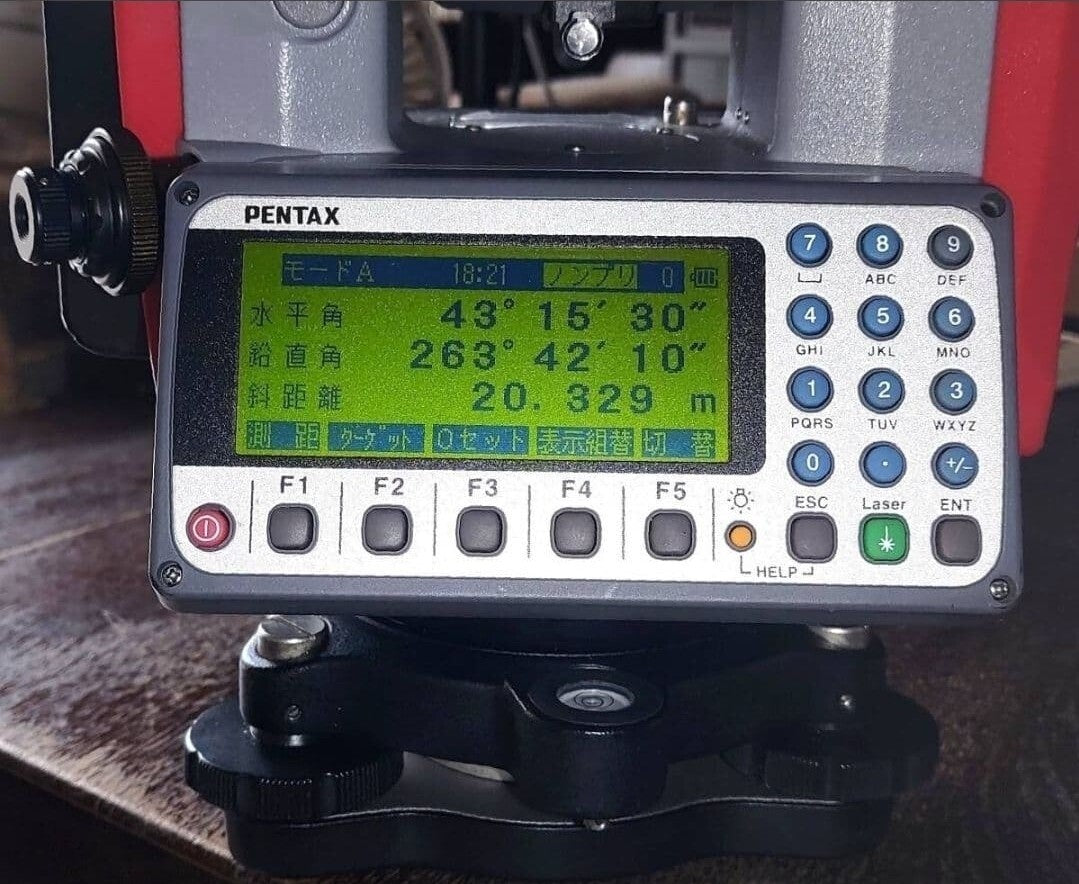 PENTAX
モードA 18:21 ノンプリ 0
水平角 43° 15′ 30″
鉛直角 263° 42′ 10″
斜距離 20. 329 m
測 距 ターゲット 0セット 表示組替 切 替
F1 F2 F3 F4 F5
7 8 9
ABC DEF
4 5 6
GHI JKL MNO
1 2 3
PQRS TUV WXYZ
0 · +/-
ESC Laser ENT
HELP